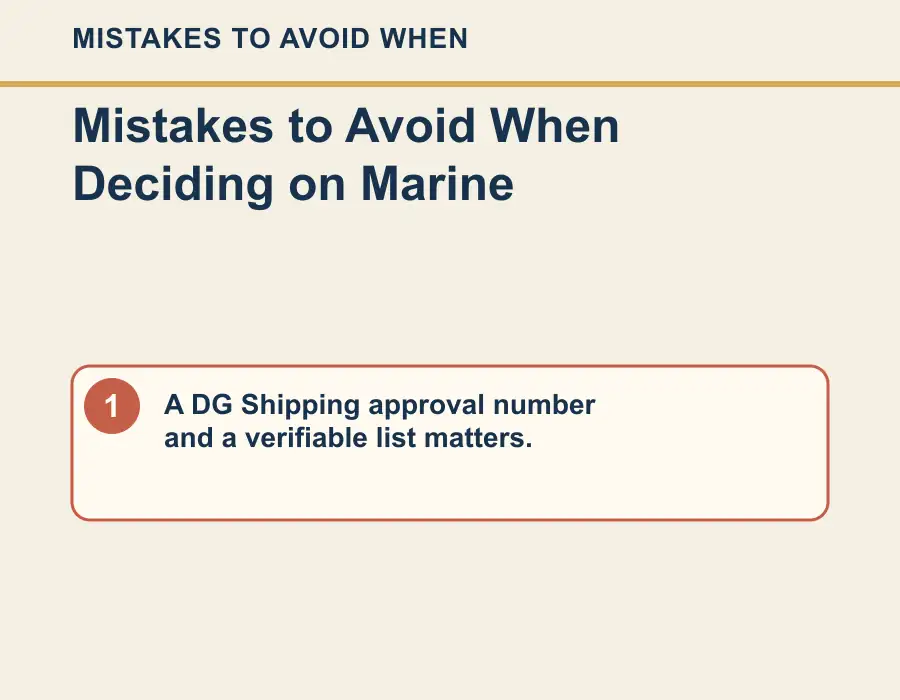 MISTAKES TO AVOID WHEN
Mistakes to Avoid When
Deciding on Marine
1
A DG Shipping approval number
and a verifiable list matters.